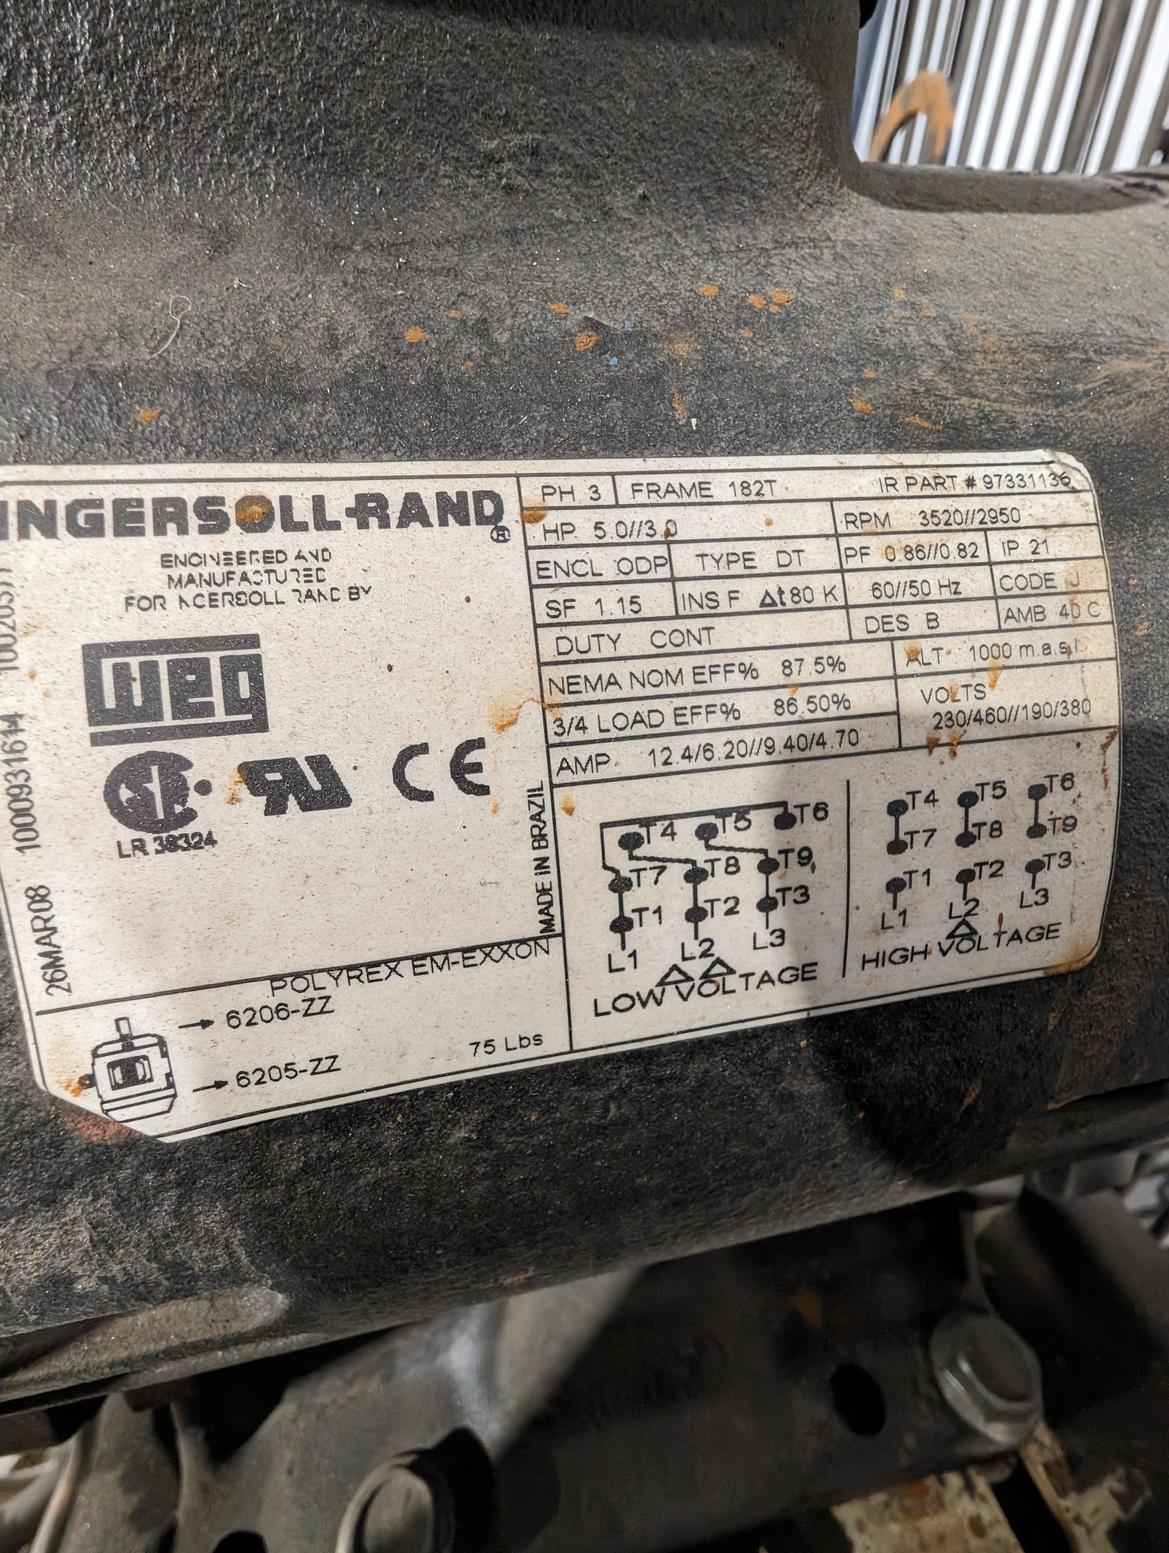 INGERSOLL-RAND
®
ENGINEERED AND
MANUFACTURED
FOR INGERSOLL RAND BY
weg
CE
LR 38324
26MAR08 1000931614
MADE IN BRAZIL
POLYREX EM-EXXON
6206-ZZ
6205-ZZ
75 Lbs
PH 3 FRAME 182T IR PART # 97331136
HP 5.0//3.0 RPM 3520//2950
ENCL ODP TYPE DT PF 0.86//0.82 IP 21
SF 1.15 INS F Δt 80 K 60//50 Hz CODE J
DUTY CONT DES B AMB 40 C
NEMA NOM EFF% 87.5% ALT 1000 m.a.s.l.
3/4 LOAD EFF% 86.50% VOLTS
230/460//190/380
AMP 12.4/6.20//9.40/4.70
T4 T5 T6
T7 T8 T9
T1 T2 T3
L1 L2 L3
LOW VOLTAGE
T4 T5 T6
T7 T8 T9
T1 T2 T3
L1 L2 L3
HIGH VOLTAGE